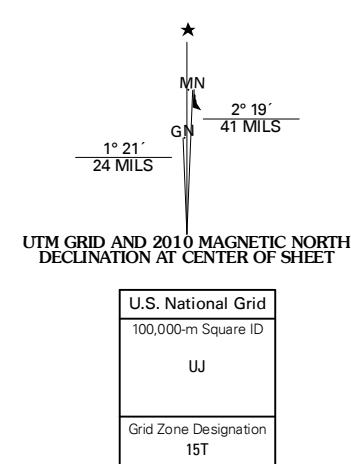 ★
MN
GN
2° 19´
41 MILS
1° 21´
24 MILS
UTM GRID AND 2010 MAGNETIC NORTH
DECLINATION AT CENTER OF SHEET
U.S. National Grid
100,000-m Square ID
UJ
Grid Zone Designation
15T